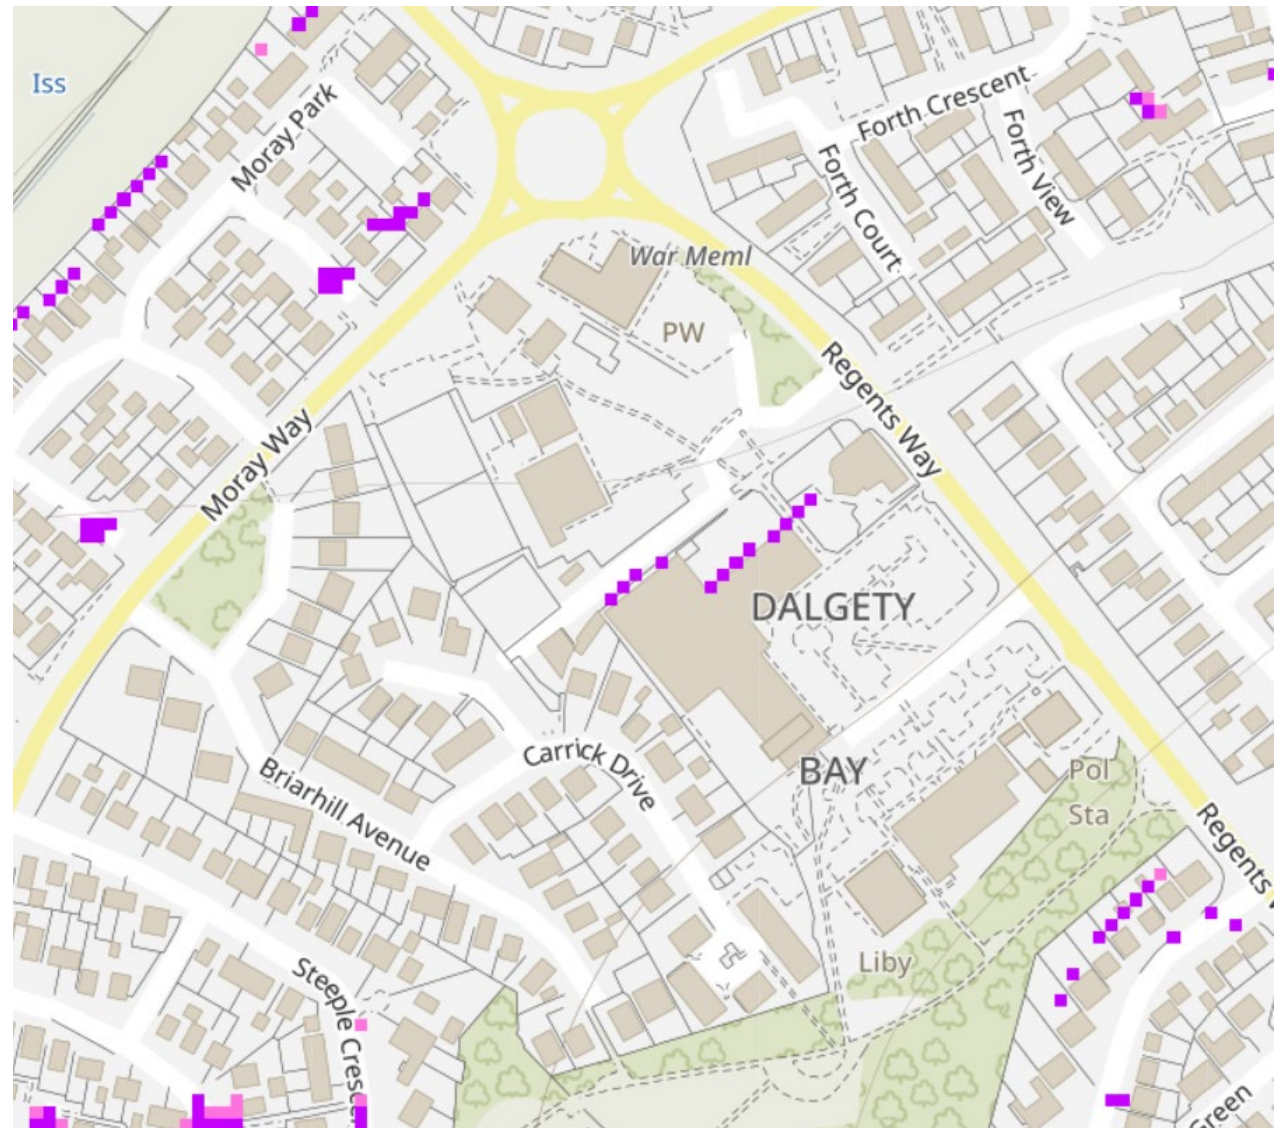 Iss
Moray Park
Forth Crescent
Forth View
Forth Court
War Meml
PW
Regents Way
Moray Way
DALGETY
BAY
Carrick Drive
Briarhill Avenue
Pol
Sta
Regents
Liby
Steeple Cresc
Green